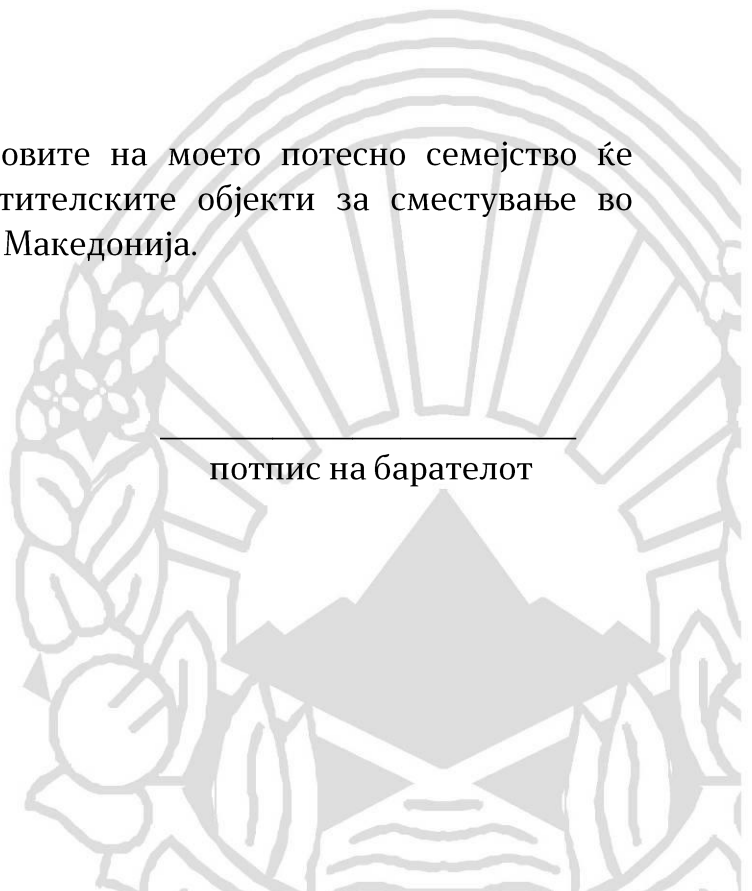 овите на моето потесно семејство ќе
тителските објекти за сместување во
Македонија.
потпис на барателот